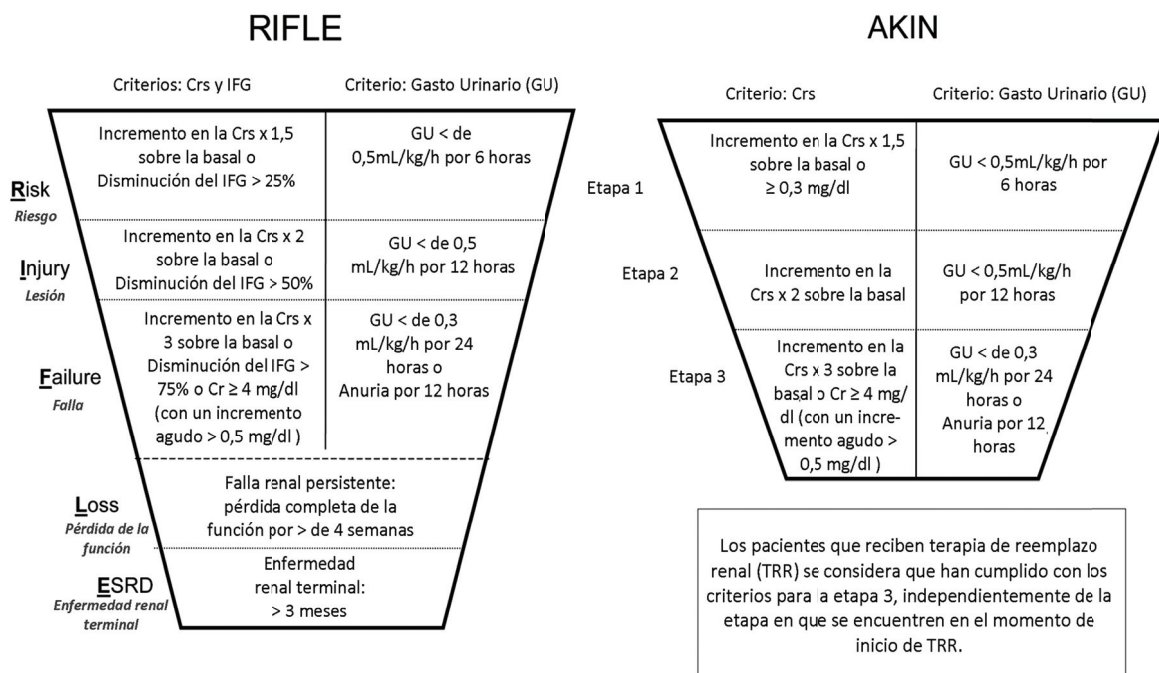 RIFLE
Criterios: Crs y IFG
Criterio: Gasto Urinario (GU)
Incremento en la Crs x 1,5
sobre la basal o
Disminución del IFG > 25%
GU < de
0,5mL/kg/h por 6 horas
Risk
Riesgo
Incremento en la Crs x 2
sobre la basal o
Disminución del IFG > 50%
GU < de 0,5
mL/kg/h por 12 horas
Injury
Lesión
Incremento en la Crs x
3 sobre la basal o
Disminución del IFG >
75% o Cr ≥ 4 mg/dl
(con un incremento
agudo > 0,5 mg/dl )
GU < de 0,3
mL/kg/h por 24
horas o
Anuria por 12 horas
Failure
Falla
Falla renal persistente:
pérdida completa de la
función por > de 4 semanas
Loss
Pérdida de la
función
Enfermedad
renal terminal:
> 3 meses
ESRD
Enfermedad renal
terminal
AKIN
Criterio: Crs
Criterio: Gasto Urinario (GU)
Etapa 1
Incremento en la Crs x 1,5
sobre la basal o
≥ 0,3 mg/dl
GU < 0,5mL/kg/h por
6 horas
Etapa 2
Incremento en la
Crs x 2 sobre la basal
GU < 0,5mL/kg/h
por 12 horas
Etapa 3
Incremento en la
Crs x 3 sobre la
basal o Cr ≥ 4 mg/
dl (con un incre-
mento agudo >
0,5 mg/dl )
GU < de 0,3
mL/kg/h por 24
horas o
Anuria por 12
horas
Los pacientes que reciben terapia de reemplazo
renal (TRR) se considera que han cumplido con los
criterios para la etapa 3, independientemente de la
etapa en que se encuentren en el momento de
inicio de TRR.